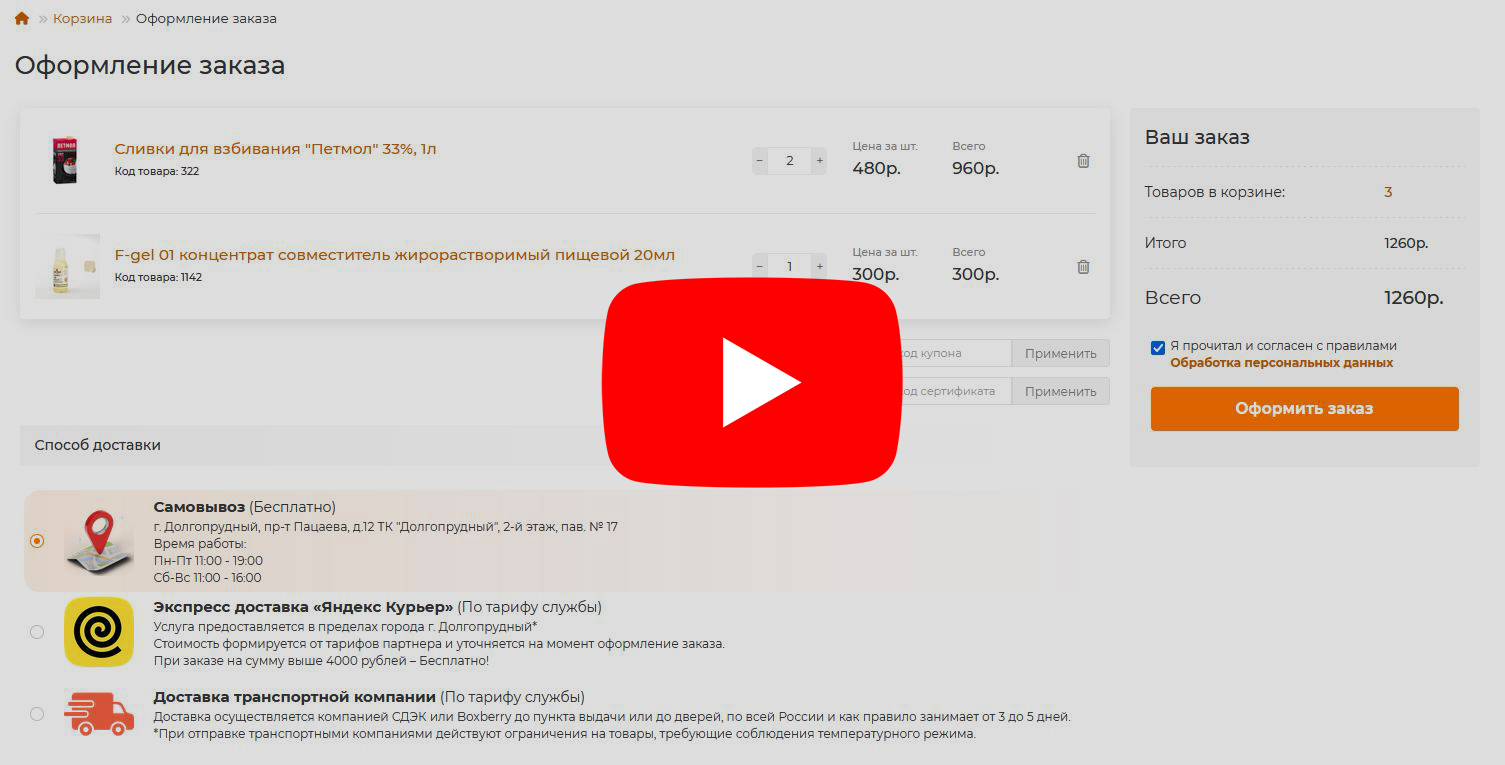 Корзина » Оформление заказа
Оформление заказа
ПЕТМОЛ
Сливки для взбивания "Петмол" 33%, 1л
Код товара: 322
− 2 +
Цена за шт.
480р.
Всего
960р.
F-gel 01 концентрат совместитель жирорастворимый пищевой 20мл
Код товара: 1142
− 1 +
Цена за шт.
300р.
Всего
300р.
купона
Применить
сертификата
Применить
Ваш заказ
Товаров в корзине: 3
Итого 1260р.
Всего 1260р.
Я прочитал и согласен с правилами
Обработка персональных данных
Оформить заказ
Способ доставки
Самовывоз (Бесплатно)
г. Долгопрудный, пр-т Пацаева, д.12 ТК "Долгопрудный", 2-й этаж, пав. № 17
Время работы:
Пн-Пт 11:00 - 19:00
Сб-Вс 11:00 - 16:00
Экспресс доставка «Яндекс Курьер» (По тарифу службы)
Услуга предоставляется в пределах города г. Долгопрудный*
Стоимость формируется от тарифов партнера и уточняется на момент оформление заказа.
При заказе на сумму выше 4000 рублей – Бесплатно!
Доставка транспортной компании (По тарифу службы)
Доставка осуществляется компанией СДЭК или Boxberry до пункта выдачи или до дверей, по всей России и как правило занимает от 3 до 5 дней.
*При отправке транспортными компаниями действуют ограничения на товары, требующие соблюдения температурного режима.